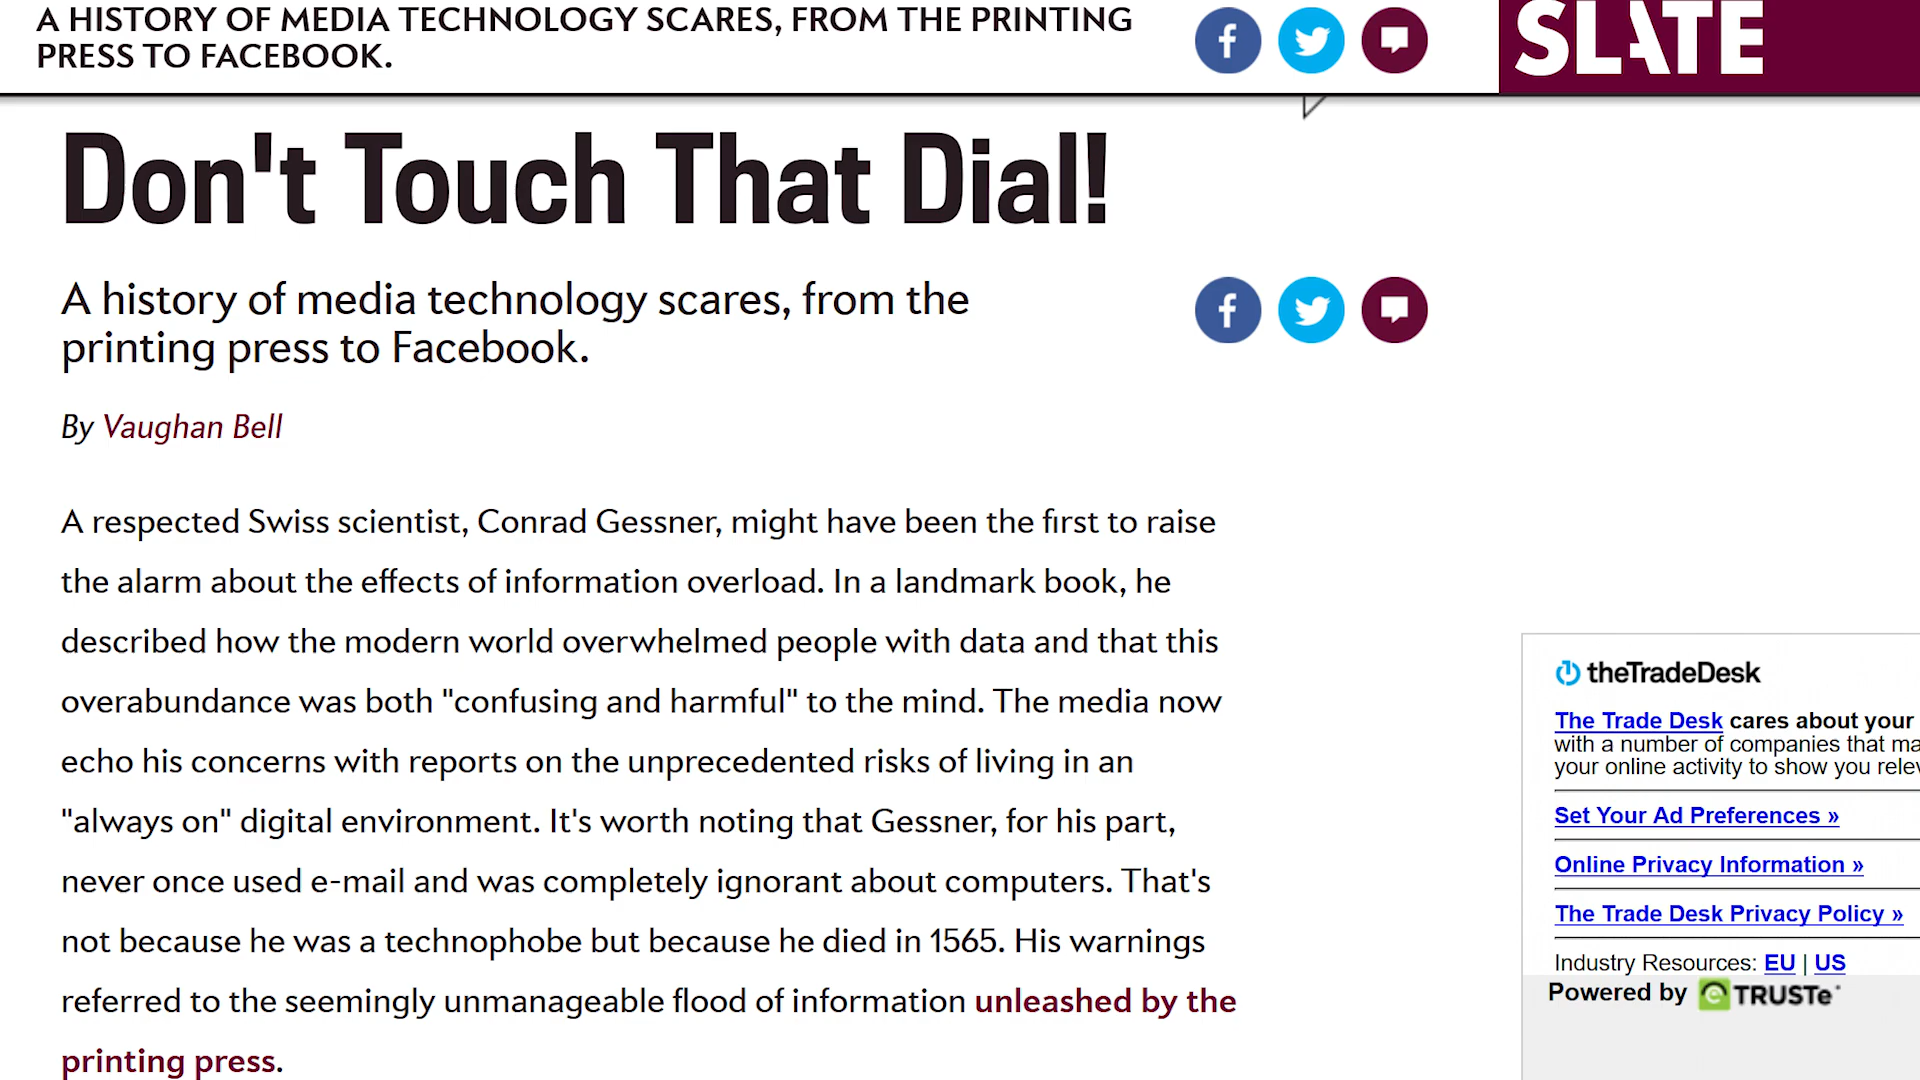 A HISTORY OF MEDIA TECHNOLOGY SCARES, FROM THE PRINTING
PRESS TO FACEBOOK.
SLATE
Don't Touch That Dial!
A history of media technology scares, from the
printing press to Facebook.
By Vaughan Bell
A respected Swiss scientist, Conrad Gessner, might have been the first to raise
the alarm about the effects of information overload. In a landmark book, he
described how the modern world overwhelmed people with data and that this
overabundance was both "confusing and harmful" to the mind. The media now
echo his concerns with reports on the unprecedented risks of living in an
"always on" digital environment. It's worth noting that Gessner, for his part,
never once used e-mail and was completely ignorant about computers. That's
not because he was a technophobe but because he died in 1565. His warnings
referred to the seemingly unmanageable flood of information unleashed by the
printing press.
theTradeDesk
The Trade Desk cares about your
with a number of companies that ma
your online activity to show you rele
Set Your Ad Preferences »
Online Privacy Information »
The Trade Desk Privacy Policy »
Industry Resources: EU | US
Powered by TRUSTe